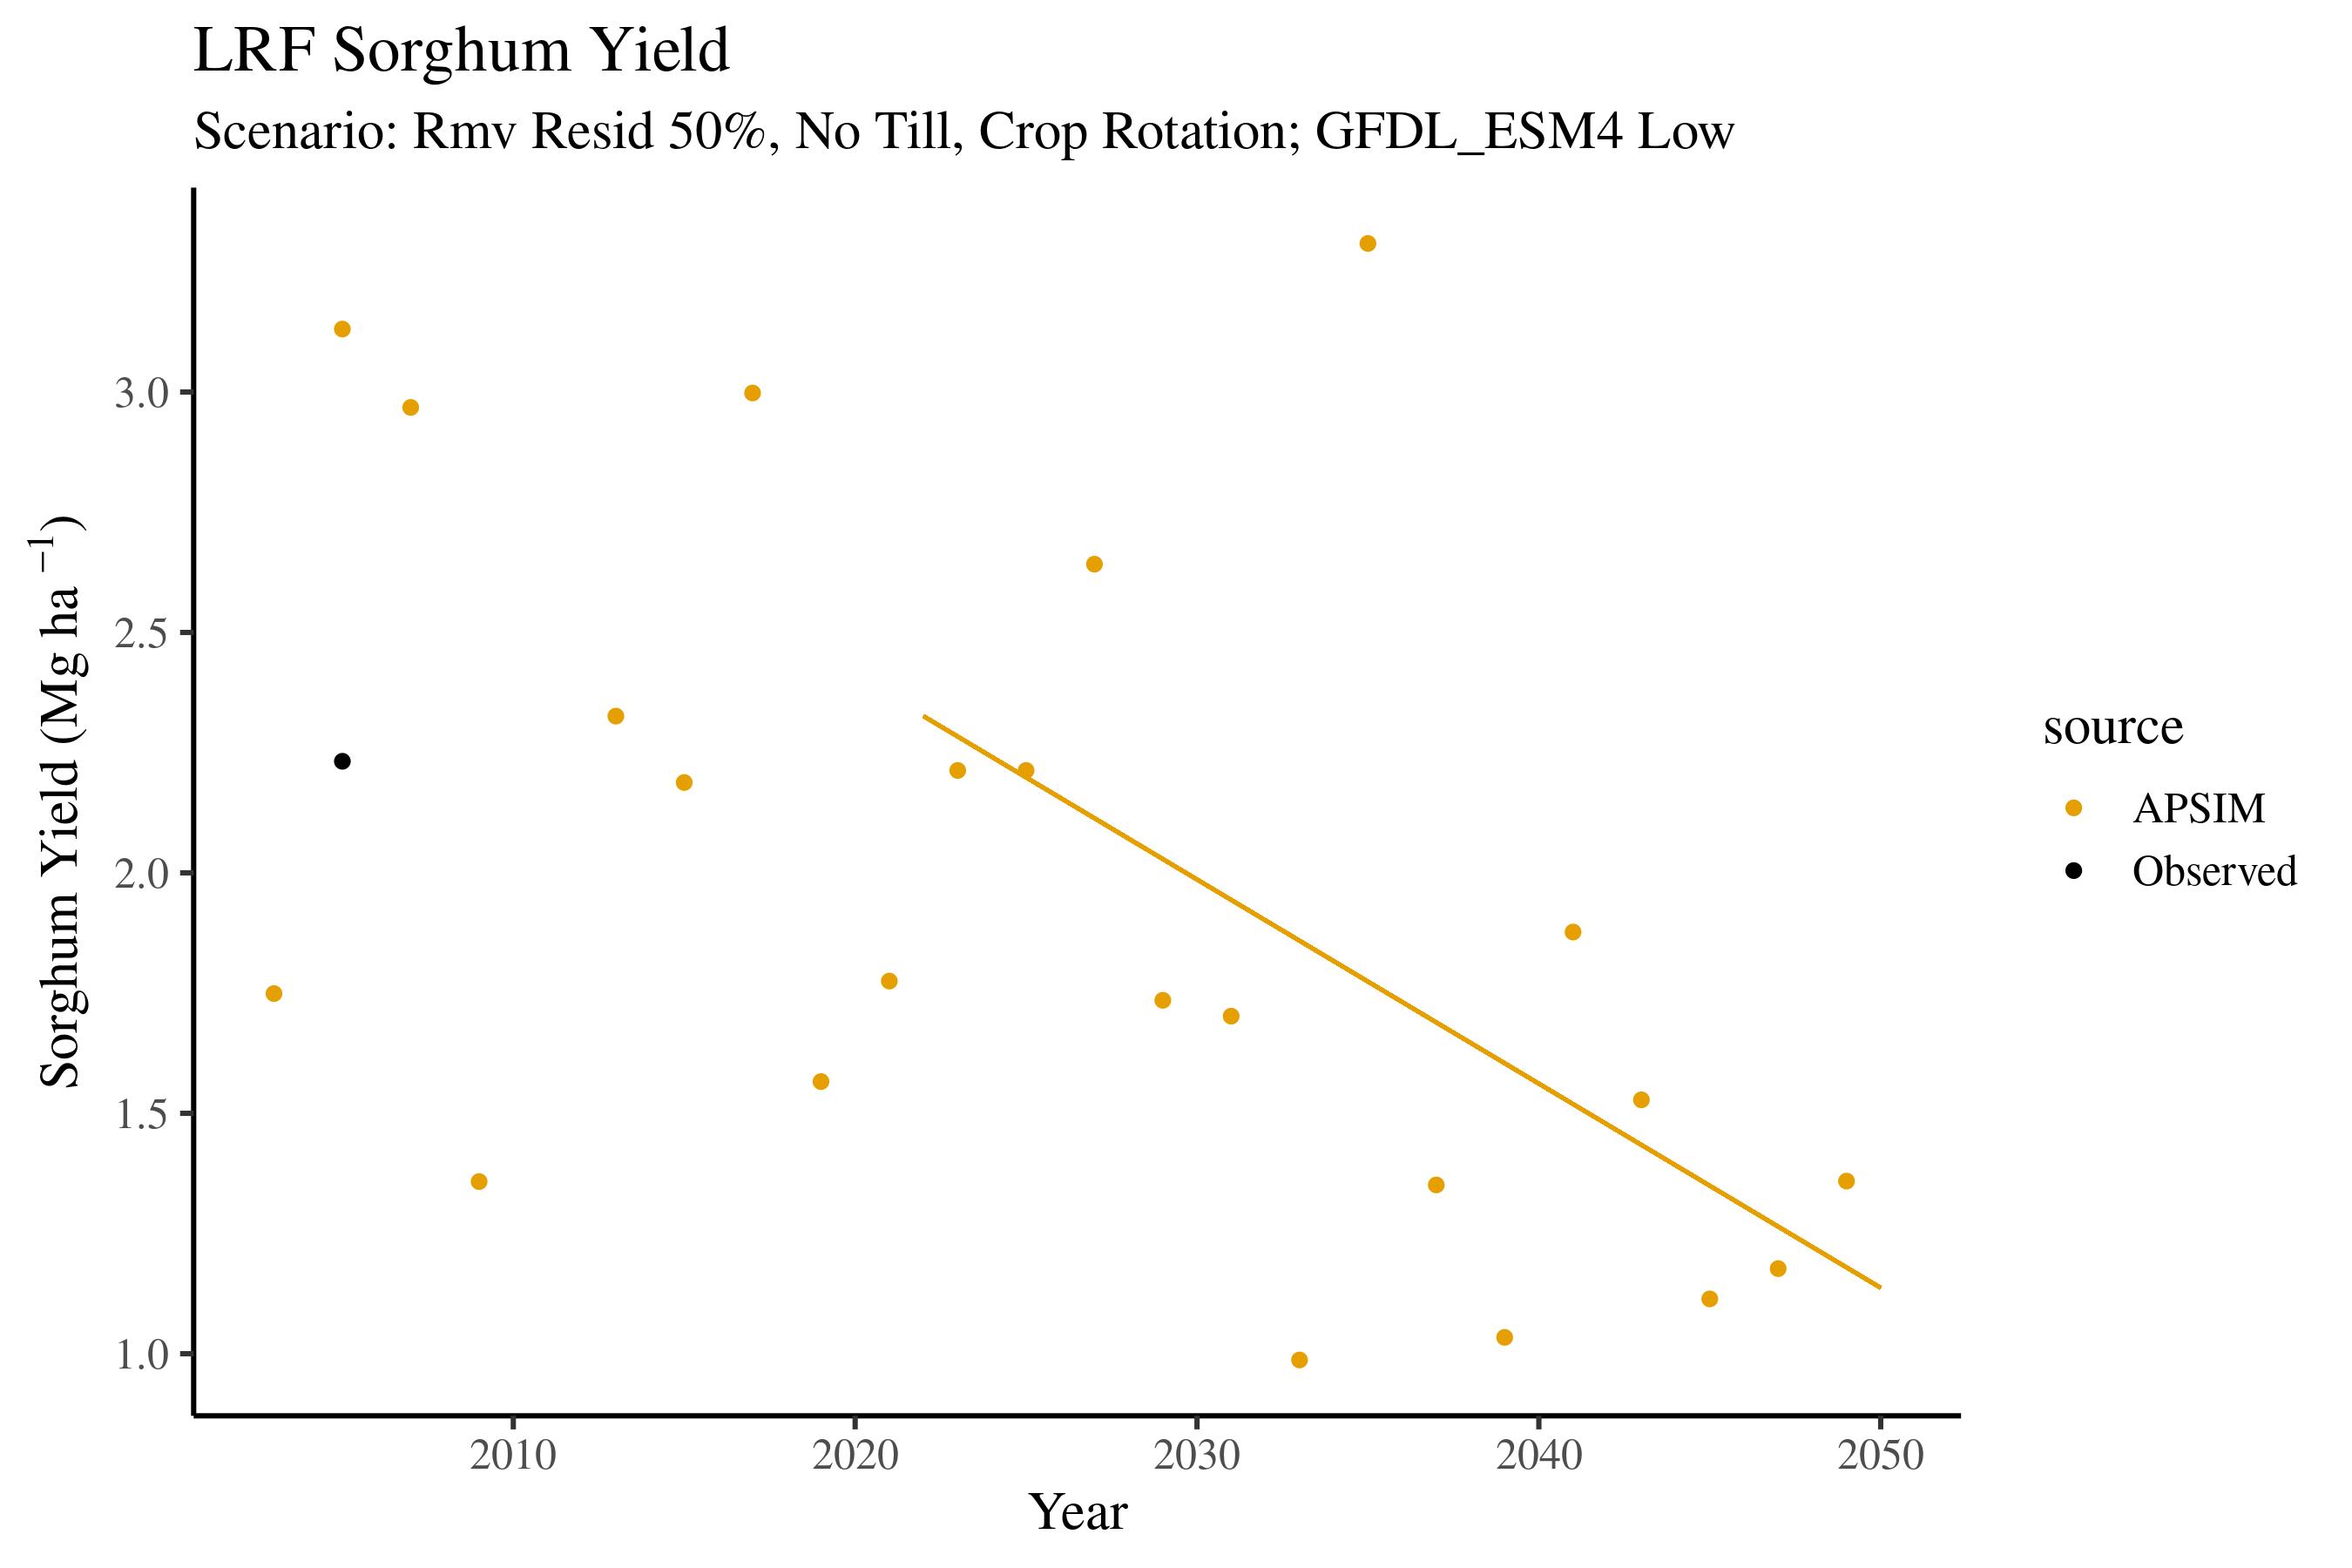 LRF Sorghum Yield
Scenario: Rmv Resid 50%, No Till, Crop Rotation; GFDL_ESM4 Low
Sorghum Yield (Mg ha −1)
3.0
2.5
2.0
1.5
1.0
2010 2020 2030 2040 2050
Year
source
APSIM
Observed